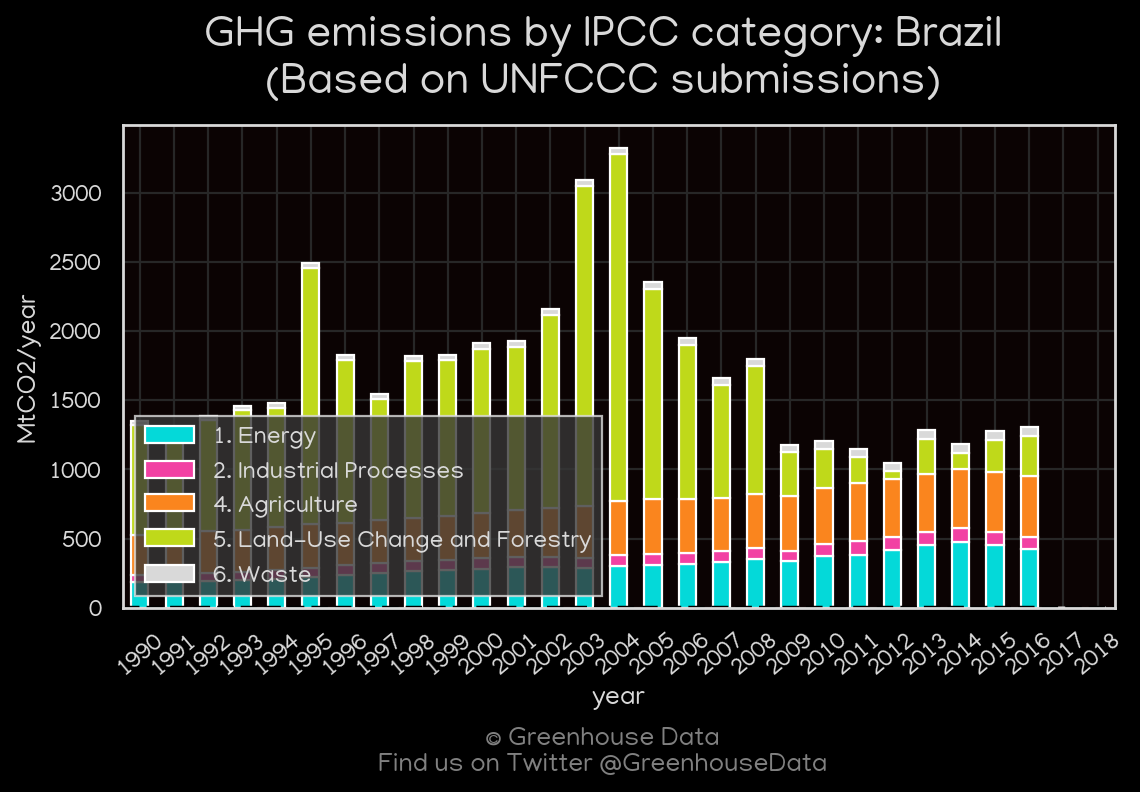 GHG emissions by IPCC category: Brazil
(Based on UNFCCC submissions)
MtCO2/year
3000
2500
2000
1500
1000
500
0
1. Energy
2. Industrial Processes
4. Agriculture
5. Land-Use Change and Forestry
6. Waste
1990 1991 1992 1993 1994 1995 1996 1997 1998 1999 2000 2001 2002 2003 2004 2005 2006 2007 2008 2009 2010 2011 2012 2013 2014 2015 2016 2017 2018
year
© Greenhouse Data
Find us on Twitter @GreenhouseData